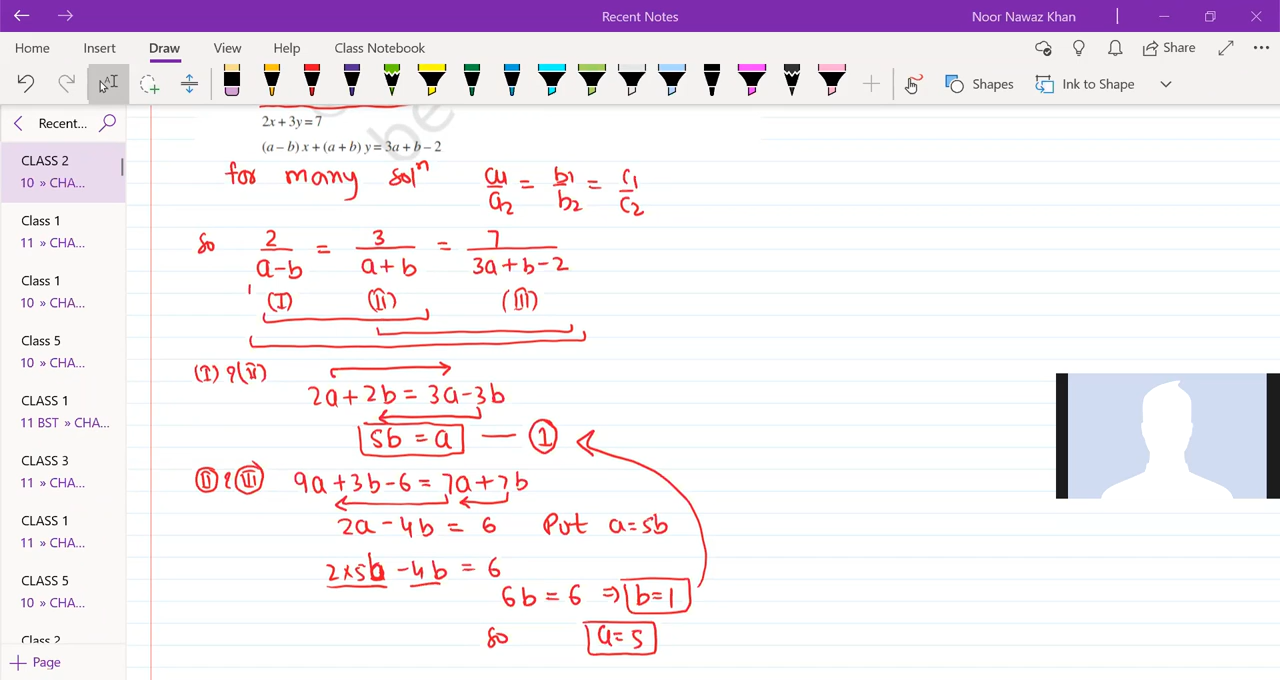 Recent Notes
Noor Nawaz Khan
Home Insert Draw View Help Class Notebook
Share
Shapes
Ink to Shape
Recent...
CLASS 2
10 » CHA...
Class 1
11 » CHA...
Class 1
10 » CHA...
Class 5
10 » CHA...
CLASS 1
11 BST » CHA...
CLASS 3
11 » CHA...
CLASS 1
11 » CHA...
CLASS 5
10 » CHA...
Class 2
Page
be
2x + 3y = 7
(a – b) x + (a + b) y = 3a + b – 2
for many solⁿ a1/a2 = b1/b2 = c1/c2
so 2/(a-b) = 3/(a+b) = 7/(3a+b-2)
(I) (II) (III)
(I) & (II)
2a+2b = 3a-3b
5b = a — 1
(II) & (III) 9a+3b-6 = 7a+7b
2a-4b = 6 Put a=5b
2×5b -4b = 6
6b = 6 ⇒ b=1
so a=5